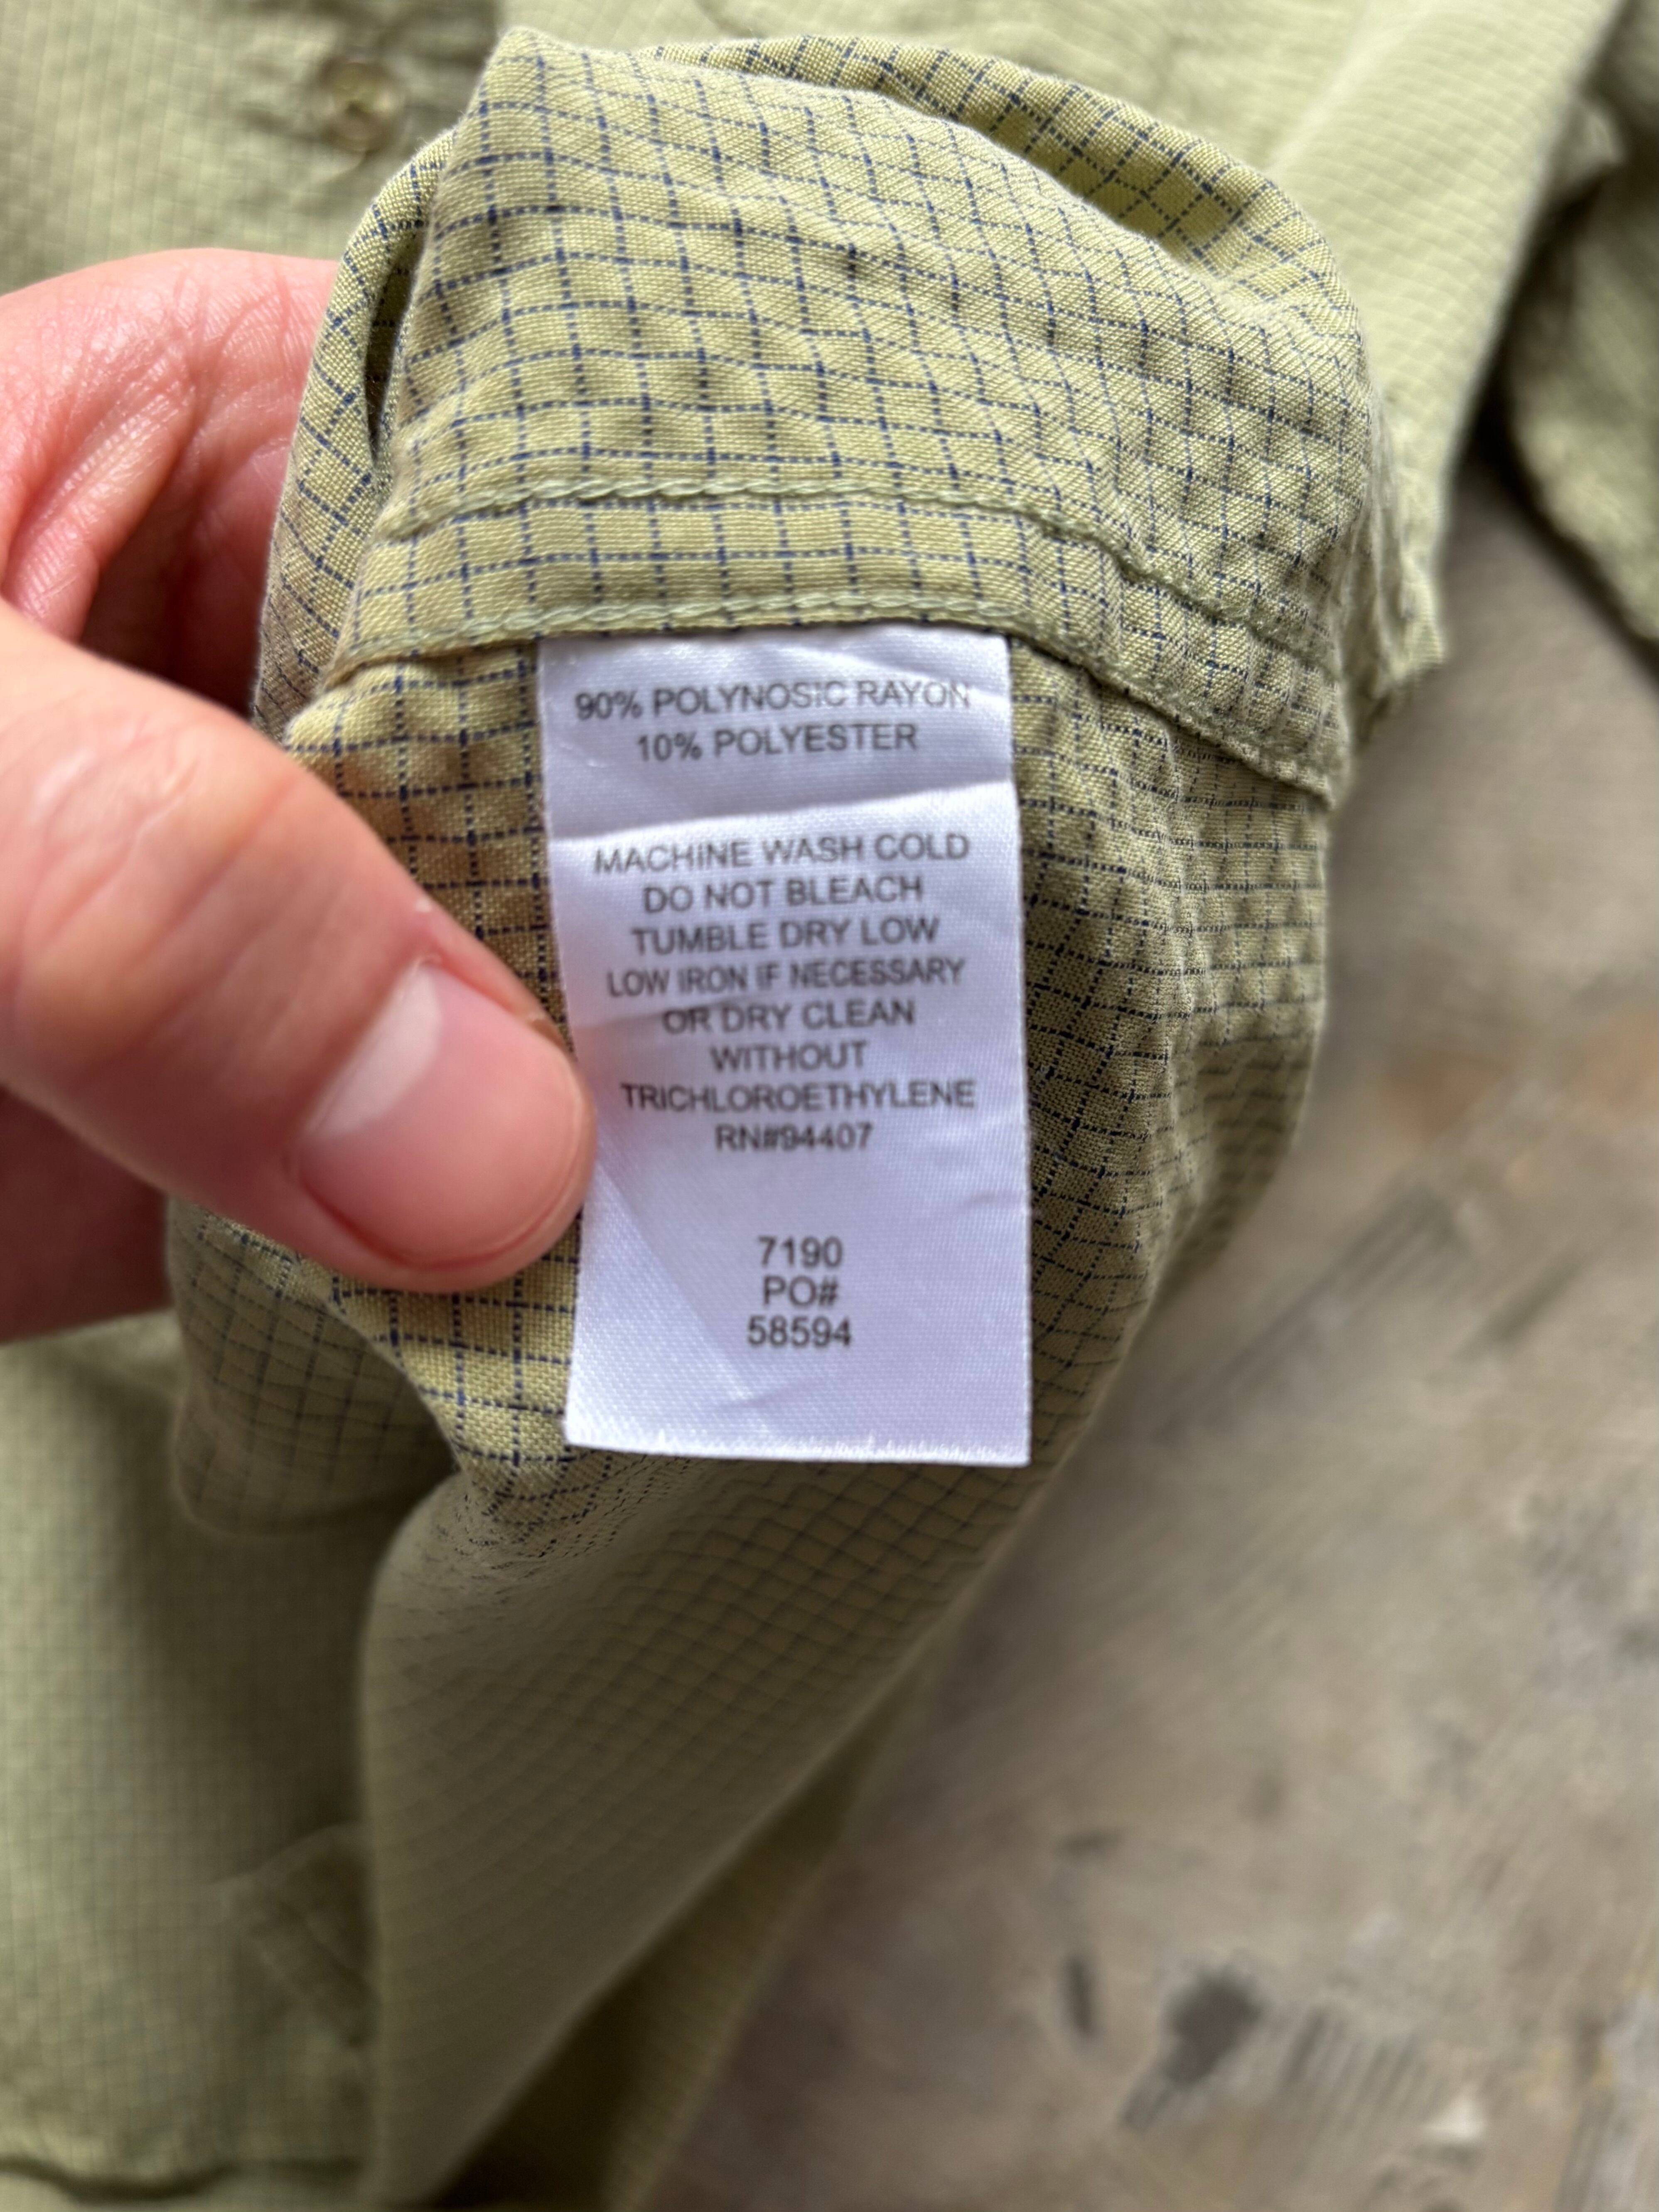 90% POLYNOSIC RAYON
10% POLYESTER
MACHINE WASH COLD
DO NOT BLEACH
TUMBLE DRY LOW
LOW IRON IF NECESSARY
OR DRY CLEAN
WITHOUT
TRICHLOROETHYLENE
RN#94407
7190
PO#
58594